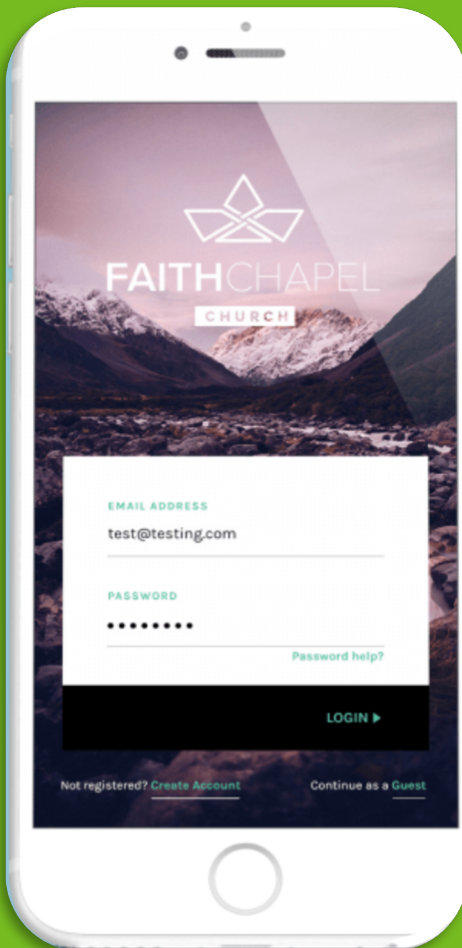 FAITHCHAPEL
CHURCH
EMAIL ADDRESS
test@testing.com
PASSWORD
••••••••
Password help?
LOGIN
Not registered? Create Account
Continue as a Guest